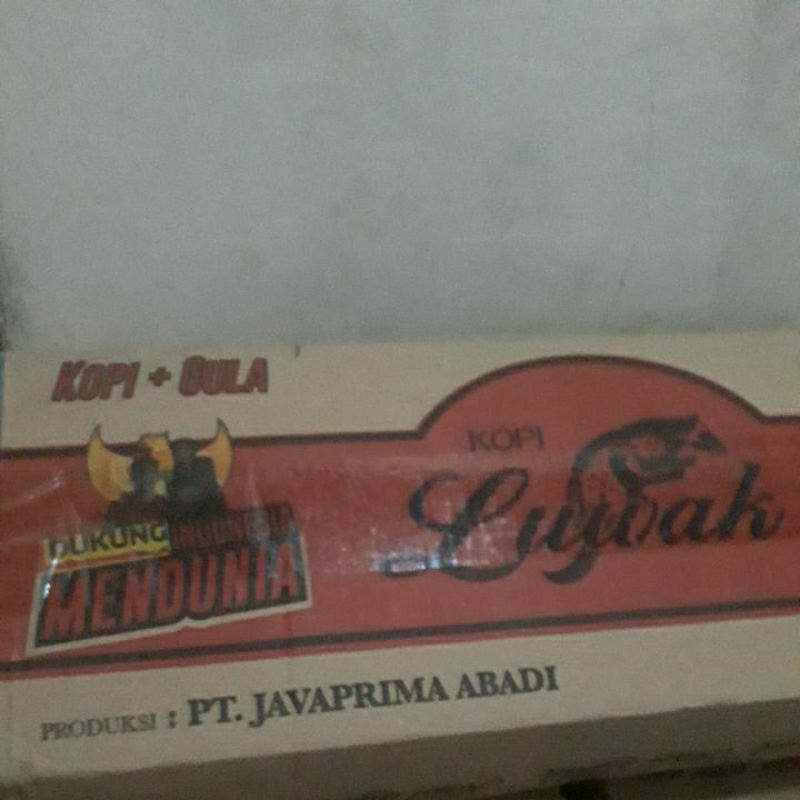 KOPI + GULA
KOPI
Luwak
DUKUNG INDONESIA
MENDUNIA
PRODUKSI : PT. JAVAPRIMA ABADI